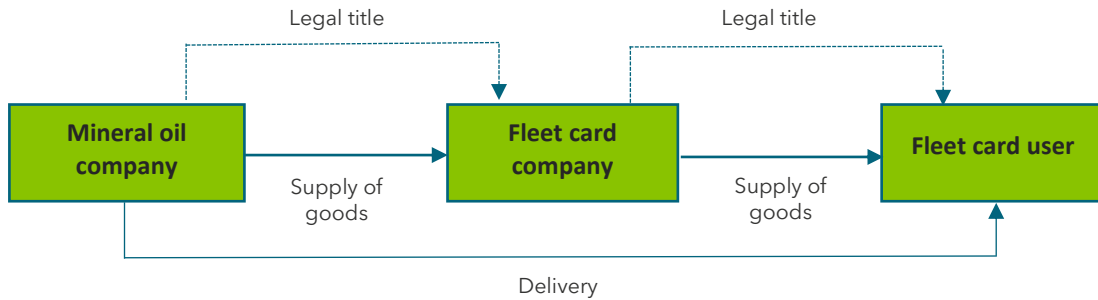 Legal title
Legal title
Mineral oil
company
Fleet card
company
Fleet card user
Supply of
goods
Supply of
goods
Delivery